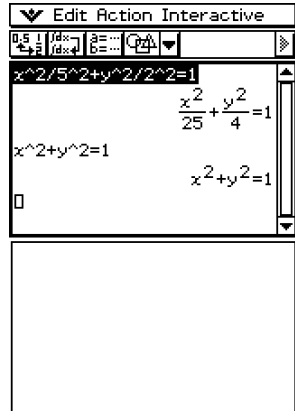 Edit Action Interactive
x^2/5^2+y^2/2^2=1
x²/25+y²/4=1
x^2+y^2=1
x²+y²=1